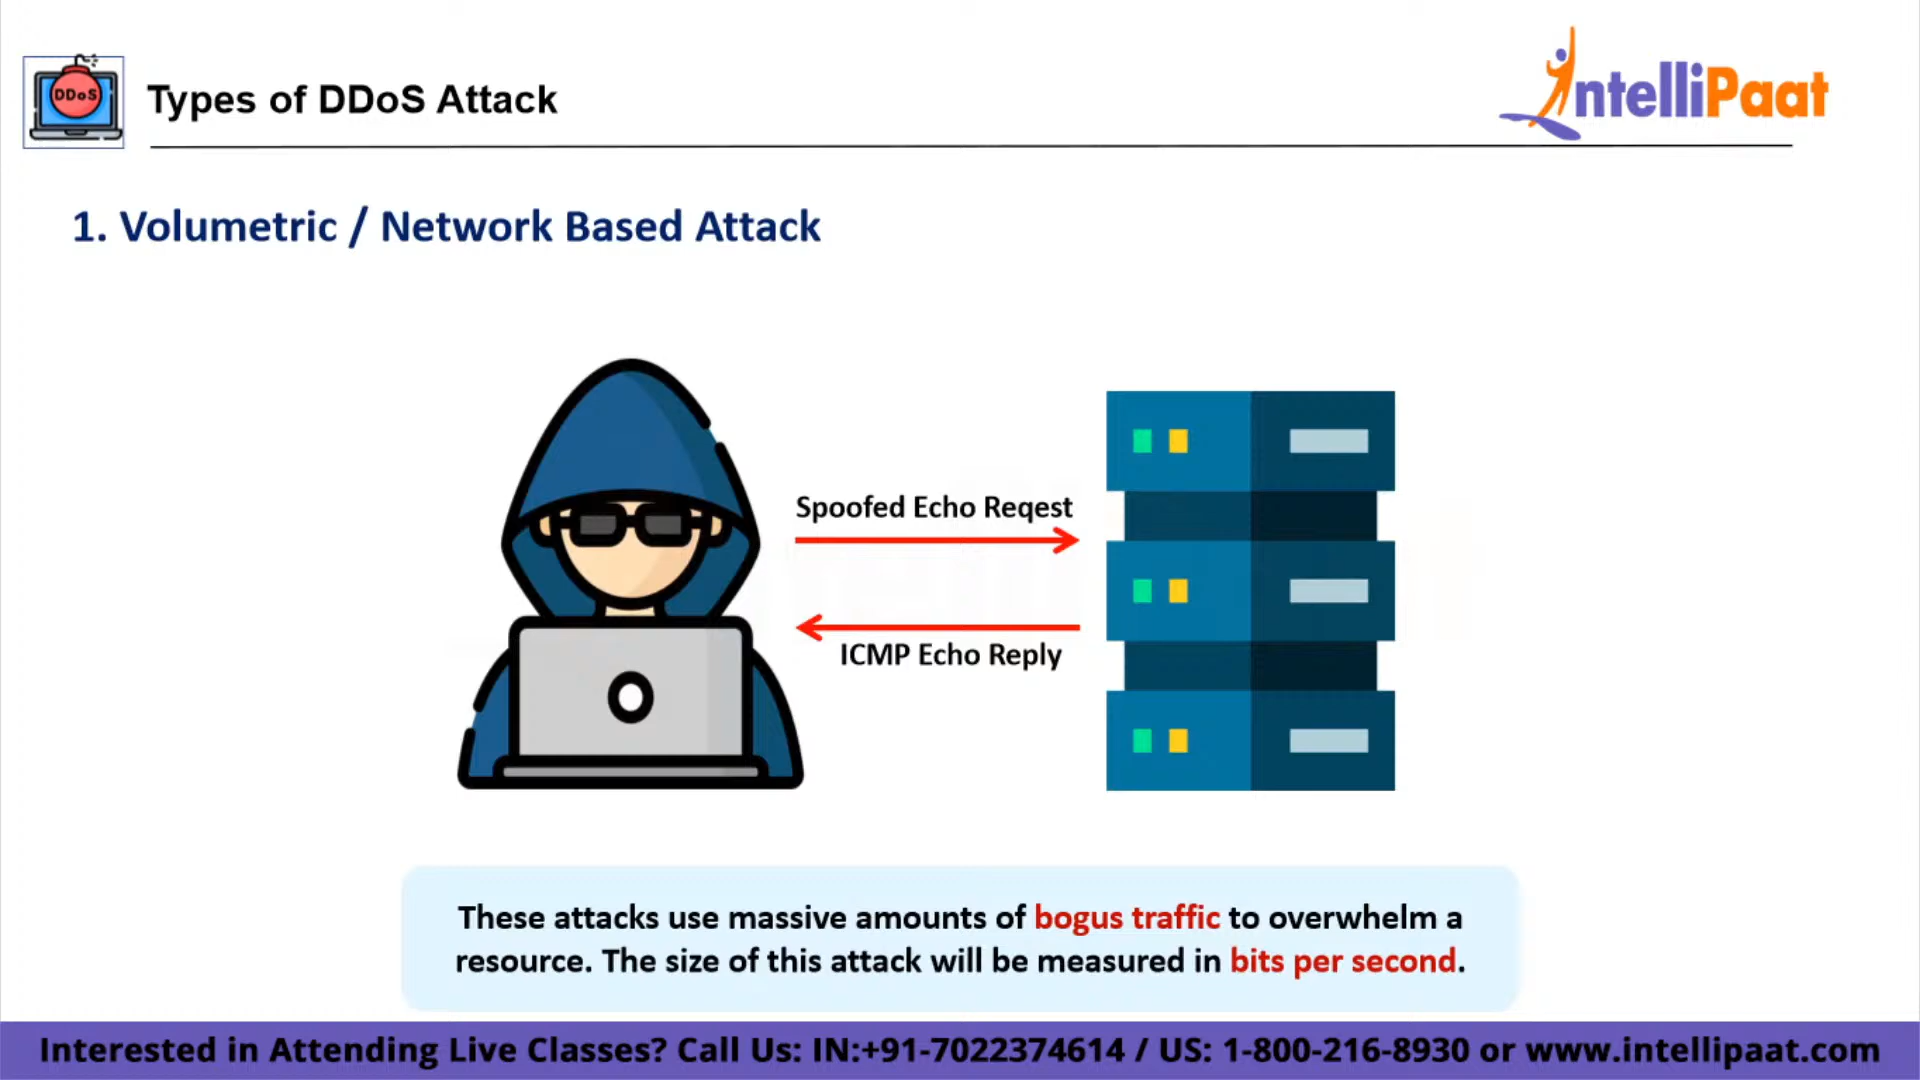 DDoS
Types of DDoS Attack
IntelliPaat
1. Volumetric / Network Based Attack
Spoofed Echo Reqest
ICMP Echo Reply
These attacks use massive amounts of bogus traffic to overwhelm a
resource. The size of this attack will be measured in bits per second.
Interested in Attending Live Classes? Call Us: IN:+91-7022374614 / US: 1-800-216-8930 or www.intellipaat.com